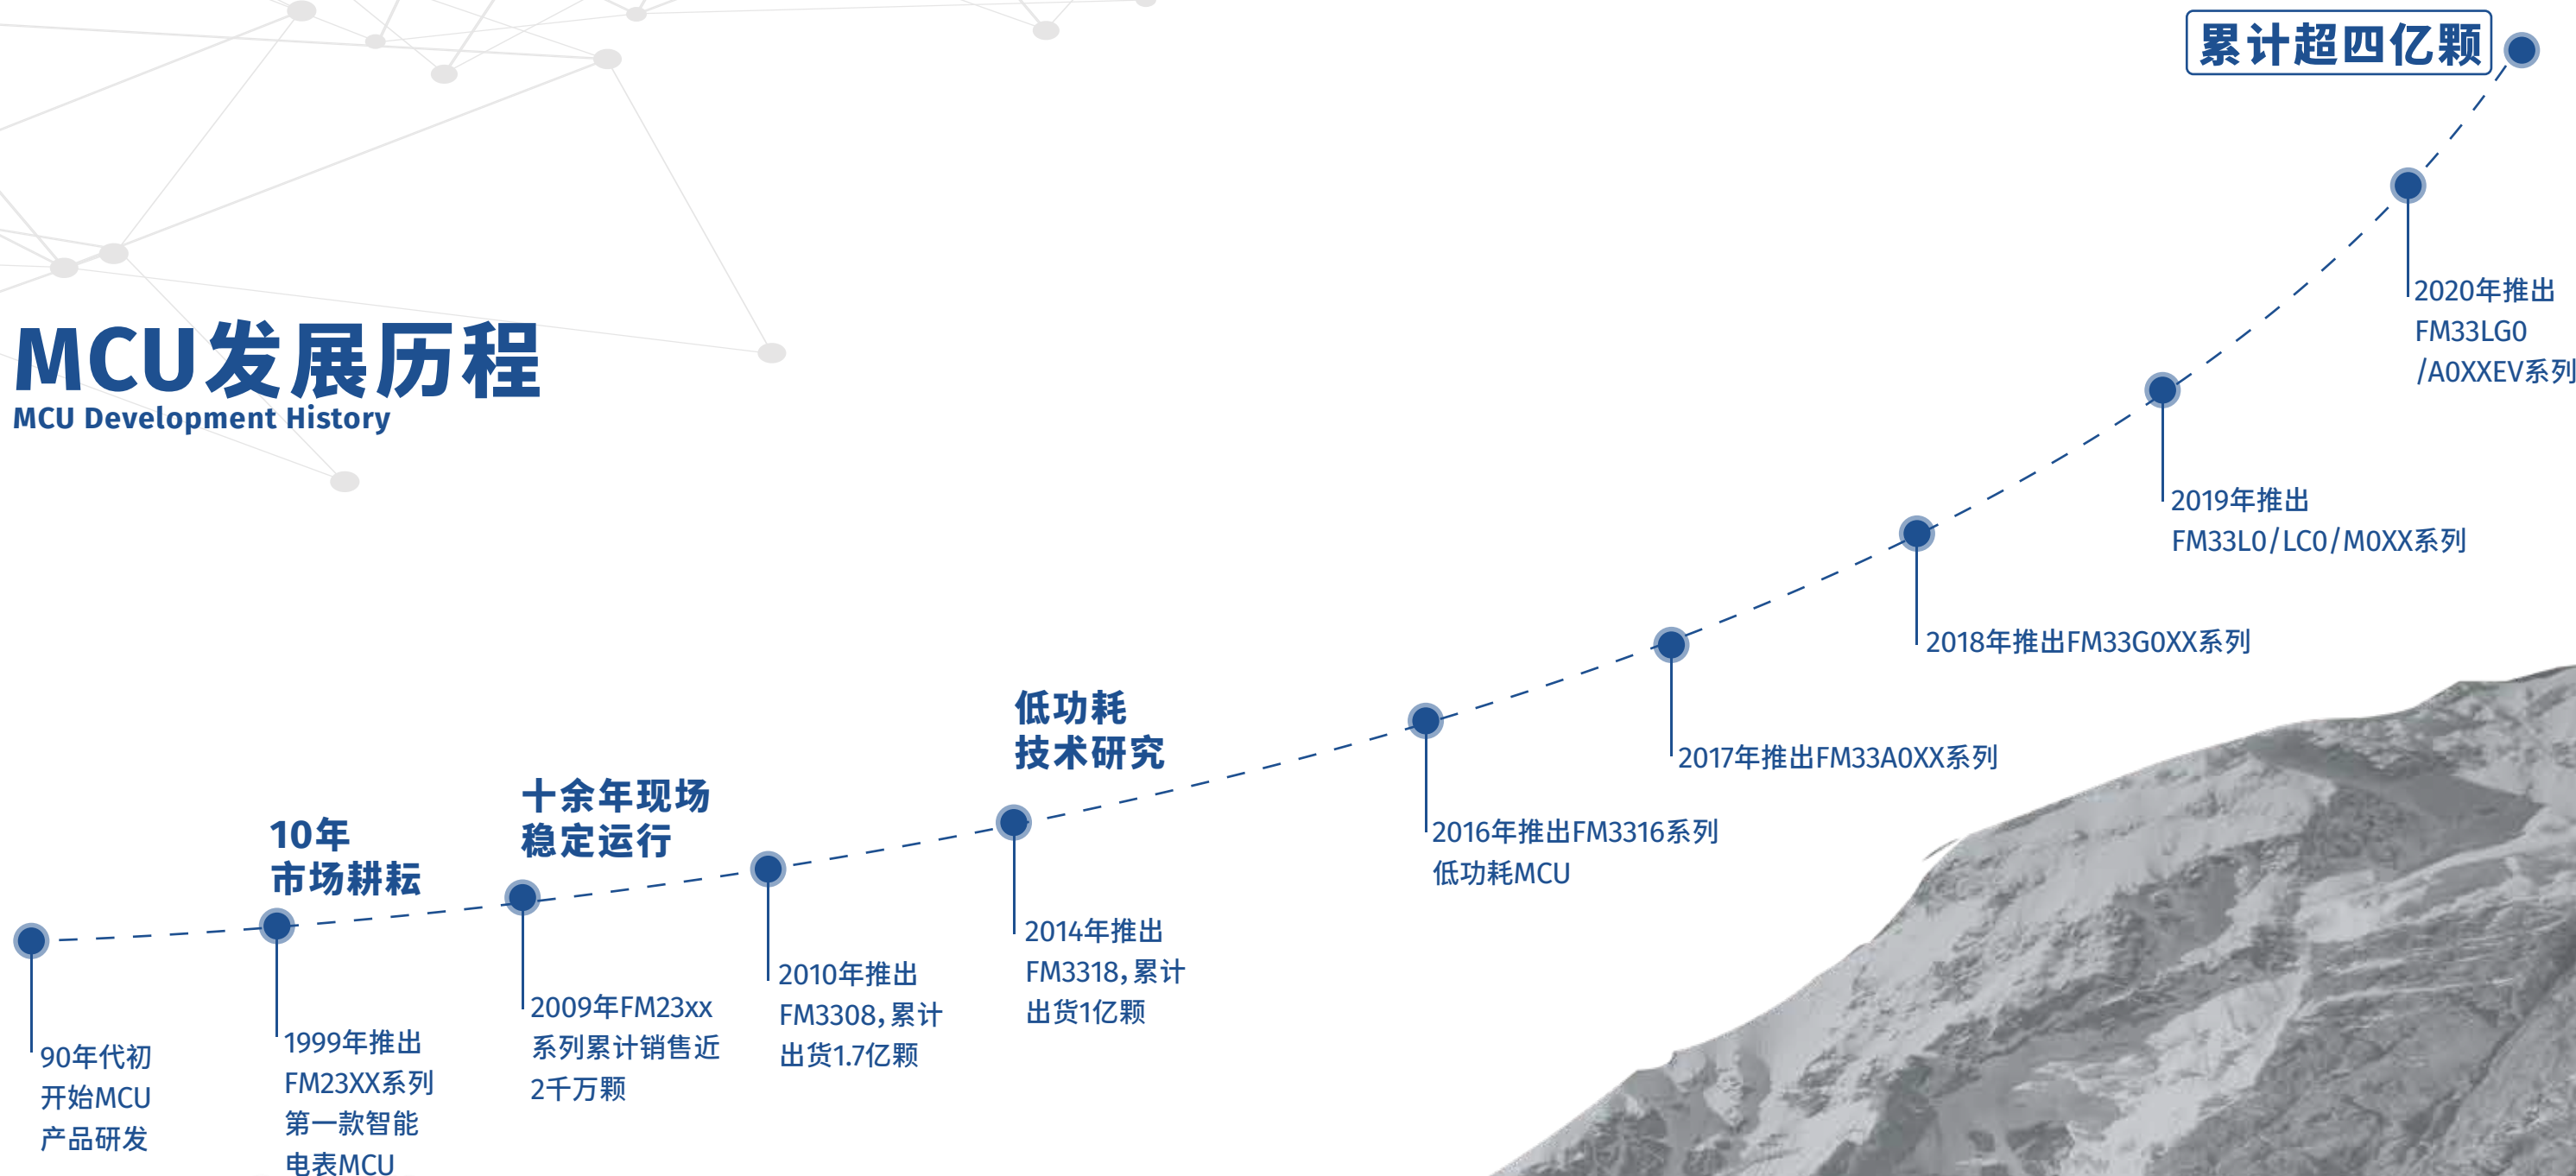 累计超四亿颗
MCU发展历程
MCU Development History
90年代初
开始MCU
产品研发
10年
市场耕耘
1999年推出
FM23XX系列
第一款智能
电表MCU
十余年现场
稳定运行
2009年FM23xx
系列累计销售近
2千万颗
2010年推出
FM3308,累计
出货1.7亿颗
低功耗
技术研究
2014年推出
FM3318,累计
出货1亿颗
2016年推出FM3316系列
低功耗MCU
2017年推出FM33A0XX系列
2018年推出FM33G0XX系列
2019年推出
FM33L0/LC0/M0XX系列
2020年推出
FM33LG0
/A0XXEV系列